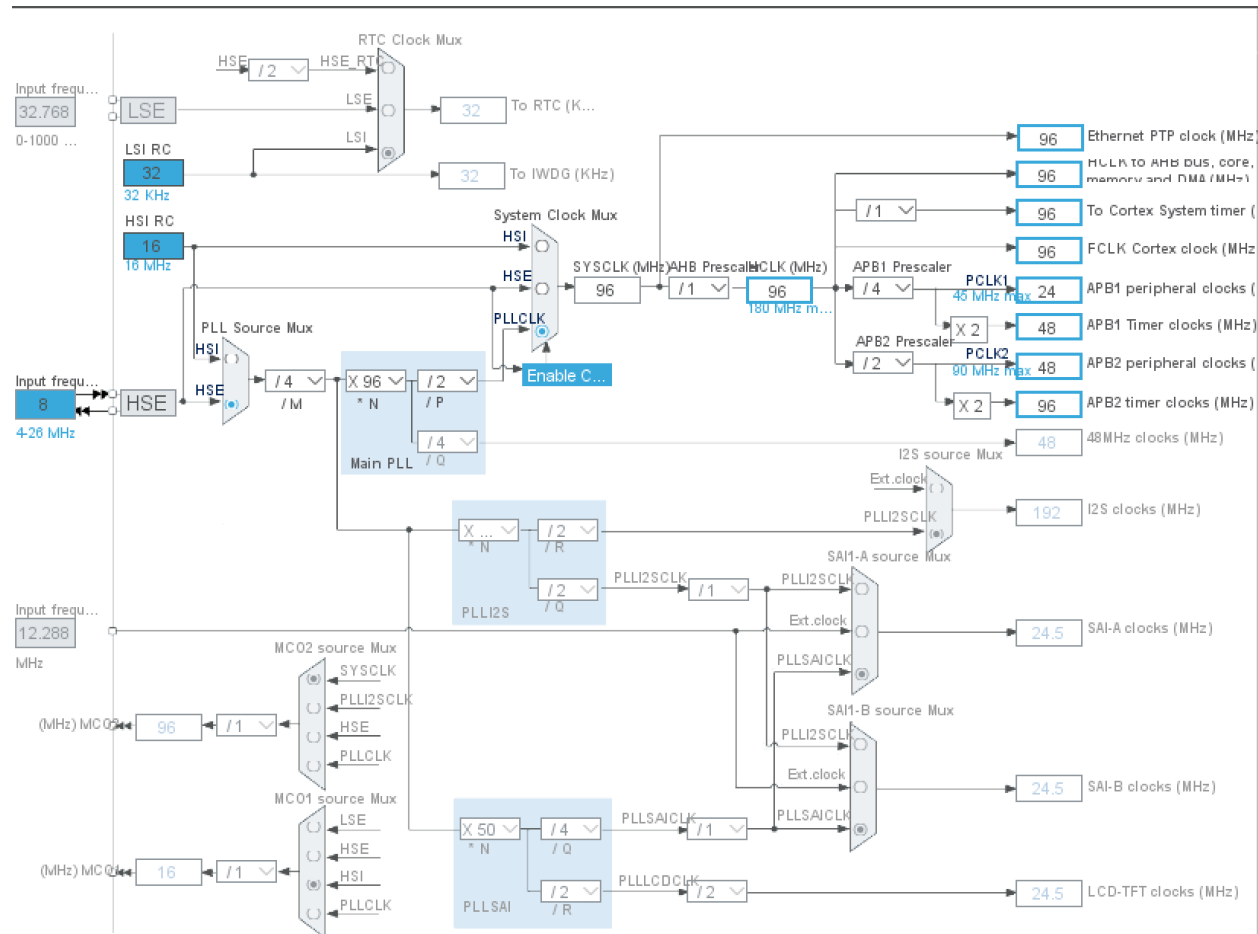 RTC Clock Mux
HSE
/ 2
HSE_RTC
Input frequ...
32.768
0-1000 ...
LSE
LSE
32
To RTC (K...
LSI
LSI RC
32
32 KHz
32
To IWDG (KHz)
HSI RC
16
16 MHz
System Clock Mux
HSI
HSE
PLLCLK
SYSCLK (MHz)
96
AHB Prescaler
/ 1
HCLK (MHz)
96
180 MHz m...
96
Ethernet PTP clock (MHz)
96
HCLK to AHB bus, core,
memory and DMA (MHz)
/ 1
96
To Cortex System timer (
96
FCLK Cortex clock (MHz
APB1 Prescaler
/ 4
PCLK1
45 MHz max
24
APB1 peripheral clocks (
X 2
48
APB1 Timer clocks (MHz)
APB2 Prescaler
/ 2
PCLK2
90 MHz max
48
APB2 peripheral clocks (
X 2
96
APB2 timer clocks (MHz)
48
48MHz clocks (MHz)
Enable C...
PLL Source Mux
HSI
HSE
Input frequ...
8
4-26 MHz
HSE
/ 4
/ M
X 96
* N
/ 2
/ P
/ 4
/ Q
Main PLL
I2S source Mux
Ext.clock
PLLI2SCLK
192
I2S clocks (MHz)
X ...
* N
/ 2
/ R
/ 2
/ Q
PLLI2S
PLLI2SCLK
/ 1
SAI1-A source Mux
PLLI2SCLK
Ext.clock
PLLSAICLK
24.5
SAI-A clocks (MHz)
Input frequ...
12.288
MHz
MCO2 source Mux
SYSCLK
PLLI2SCLK
HSE
PLLCLK
(MHz) MCO2
96
/ 1
SAI1-B source Mux
PLLI2SCLK
Ext.clock
PLLSAICLK
24.5
SAI-B clocks (MHz)
MCO1 source Mux
LSE
HSE
HSI
PLLCLK
(MHz) MCO1
16
/ 1
X 50
* N
/ 4
/ Q
/ 2
/ R
PLLSAI
PLLSAICLK
/ 1
PLLLCDCLK
/ 2
24.5
LCD-TFT clocks (MHz)